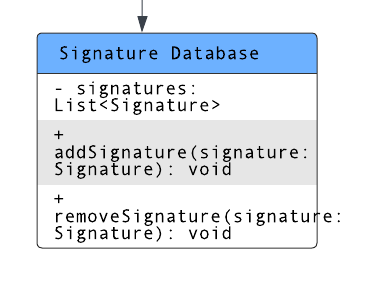 Signature Database
- signatures:
List<Signature>
+
addSignature(signature:
Signature): void
+
removeSignature(signature:
Signature): void